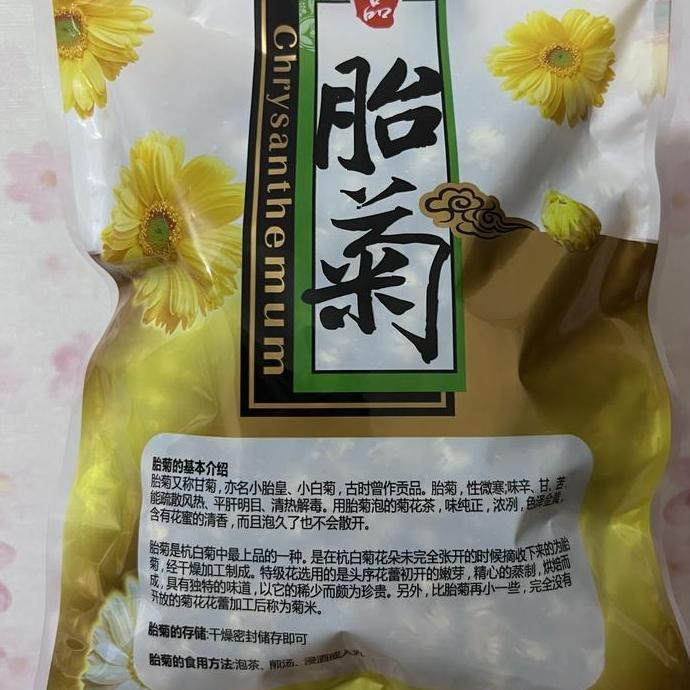 品
胎菊
Chrysanthemum
胎菊的基本介绍
胎菊又称甘菊,亦名小胎皇、小白菊,古时曾作贡品。胎菊,性微寒;味辛、甘、苦
能疏散风热、平肝明目、清热解毒。用胎菊泡的菊花茶,味纯正,浓冽,色泽金黄,
含有花蜜的清香,而且泡久了也不会散开。
胎菊是杭白菊中最上品的一种。是在杭白菊花朵未完全张开的时候摘收下来的为胎
菊,经干燥加工制成。特级花选用的是头序花蕾初开的嫩芽,精心的蒸制,烘焙而
成,具有独特的味道,以它的稀少而颇为珍贵。另外,比胎菊再小一些,完全没有
开放的菊花花蕾加工后称为菊米。
胎菊的存储:干燥密封储存即可
胎菊的食用方法:泡茶、煎汤、浸酒或入